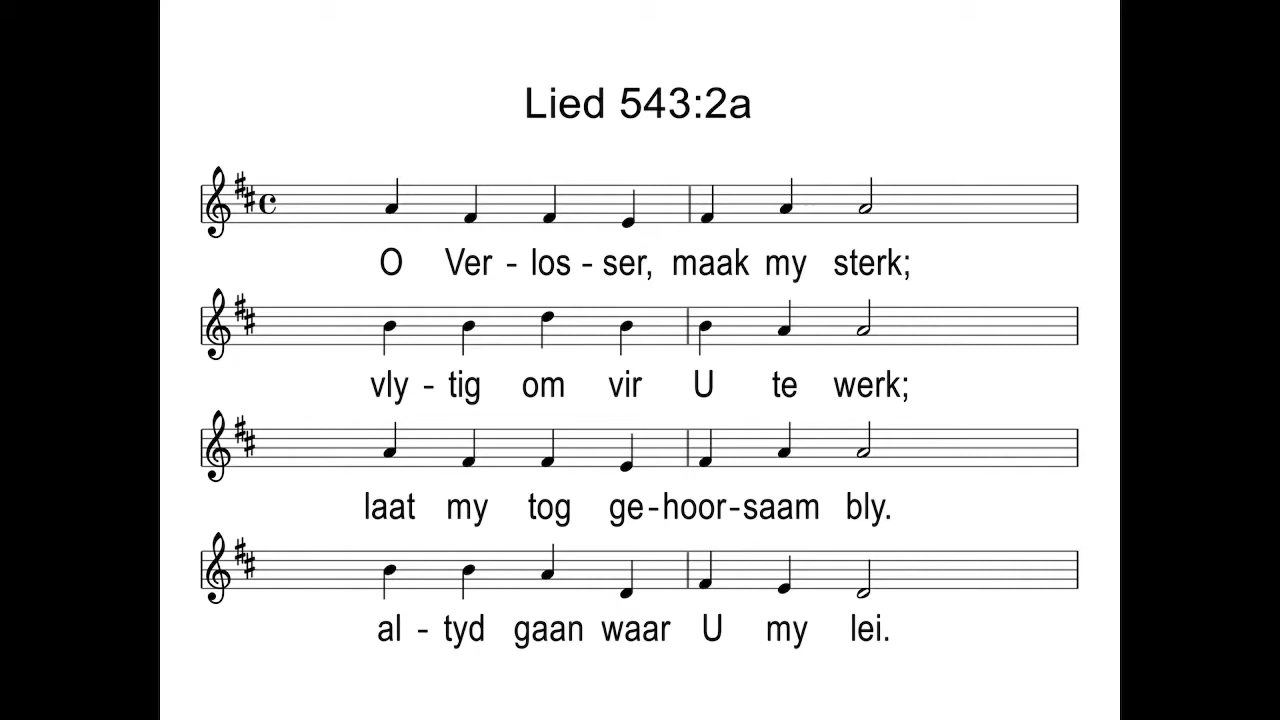 Lied 543:2a
O Ver - los - ser, maak my sterk;
vly - tig om vir U te werk;
laat my tog ge-hoor-saam bly.
al - tyd gaan waar U my lei.